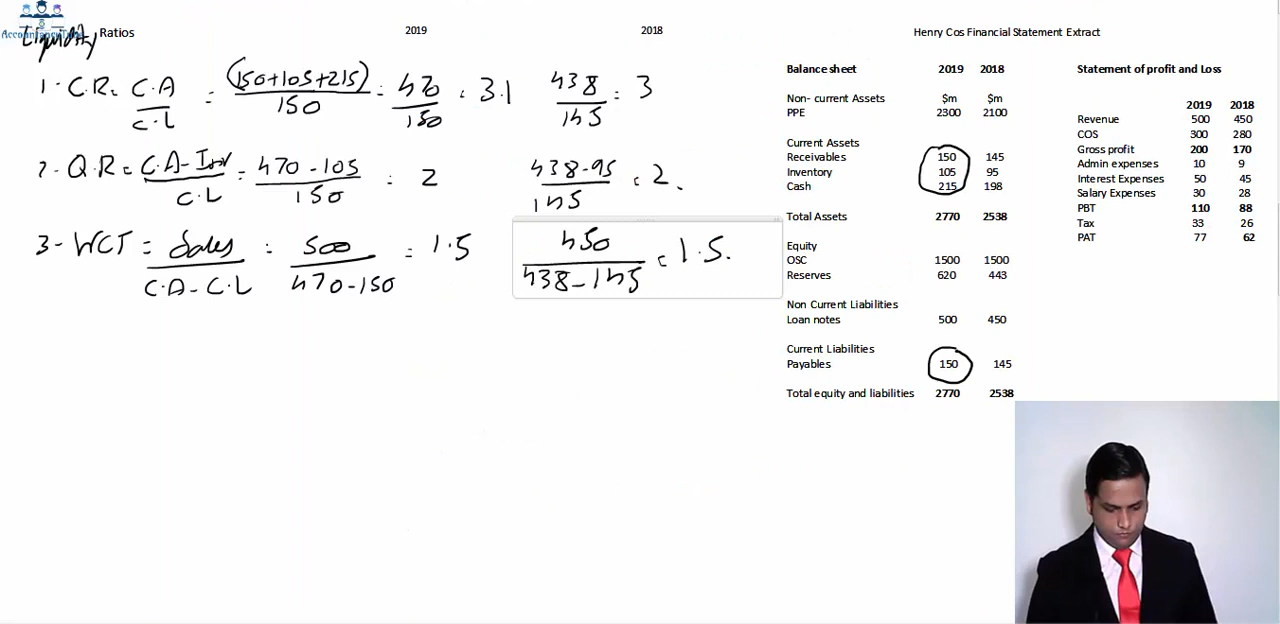 Liquidity Ratios 2019 2018
1- C.R = C.A / C.L = (150+105+215) / 150 = 470 / 150 = 3.1 438 / 145 = 3
2- Q.R = C.A - Inv / C.L = 470 - 105 / 150 = 2 438 - 95 / 145 = 2.
3- WCT = Sales / C.A - C.L = 500 / 470 - 150 = 1.5 450 / 438 - 145 = 1.5.
Henry Cos Financial Statement Extract
Balance sheet 2019 2018
Non- current Assets $m $m
PPE 2300 2100
Current Assets
Receivables 150 145
Inventory 105 95
Cash 215 198
Total Assets 2770 2538
Equity
OSC 1500 1500
Reserves 620 443
Non Current Liabilities
Loan notes 500 450
Current Liabilities
Payables 150 145
Total equity and liabilities 2770 2538
Statement of profit and Loss
2019 2018
Revenue 500 450
COS 300 280
Gross profit 200 170
Admin expenses 10 9
Interest Expenses 50 45
Salary Expenses 30 28
PBT 110 88
Tax 33 26
PAT 77 62